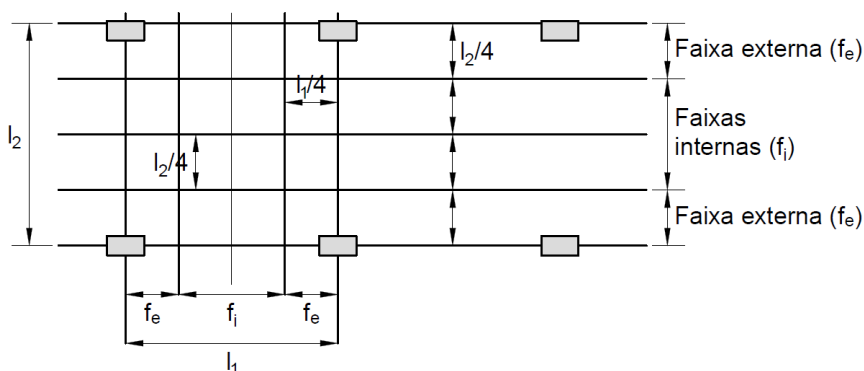 l₂/4
Faixa externa (fₑ)
l₁/4
l₂
Faixas
internas (fᵢ)
l₂/4
Faixa externa (fₑ)
fₑ
fᵢ
fₑ
l₁